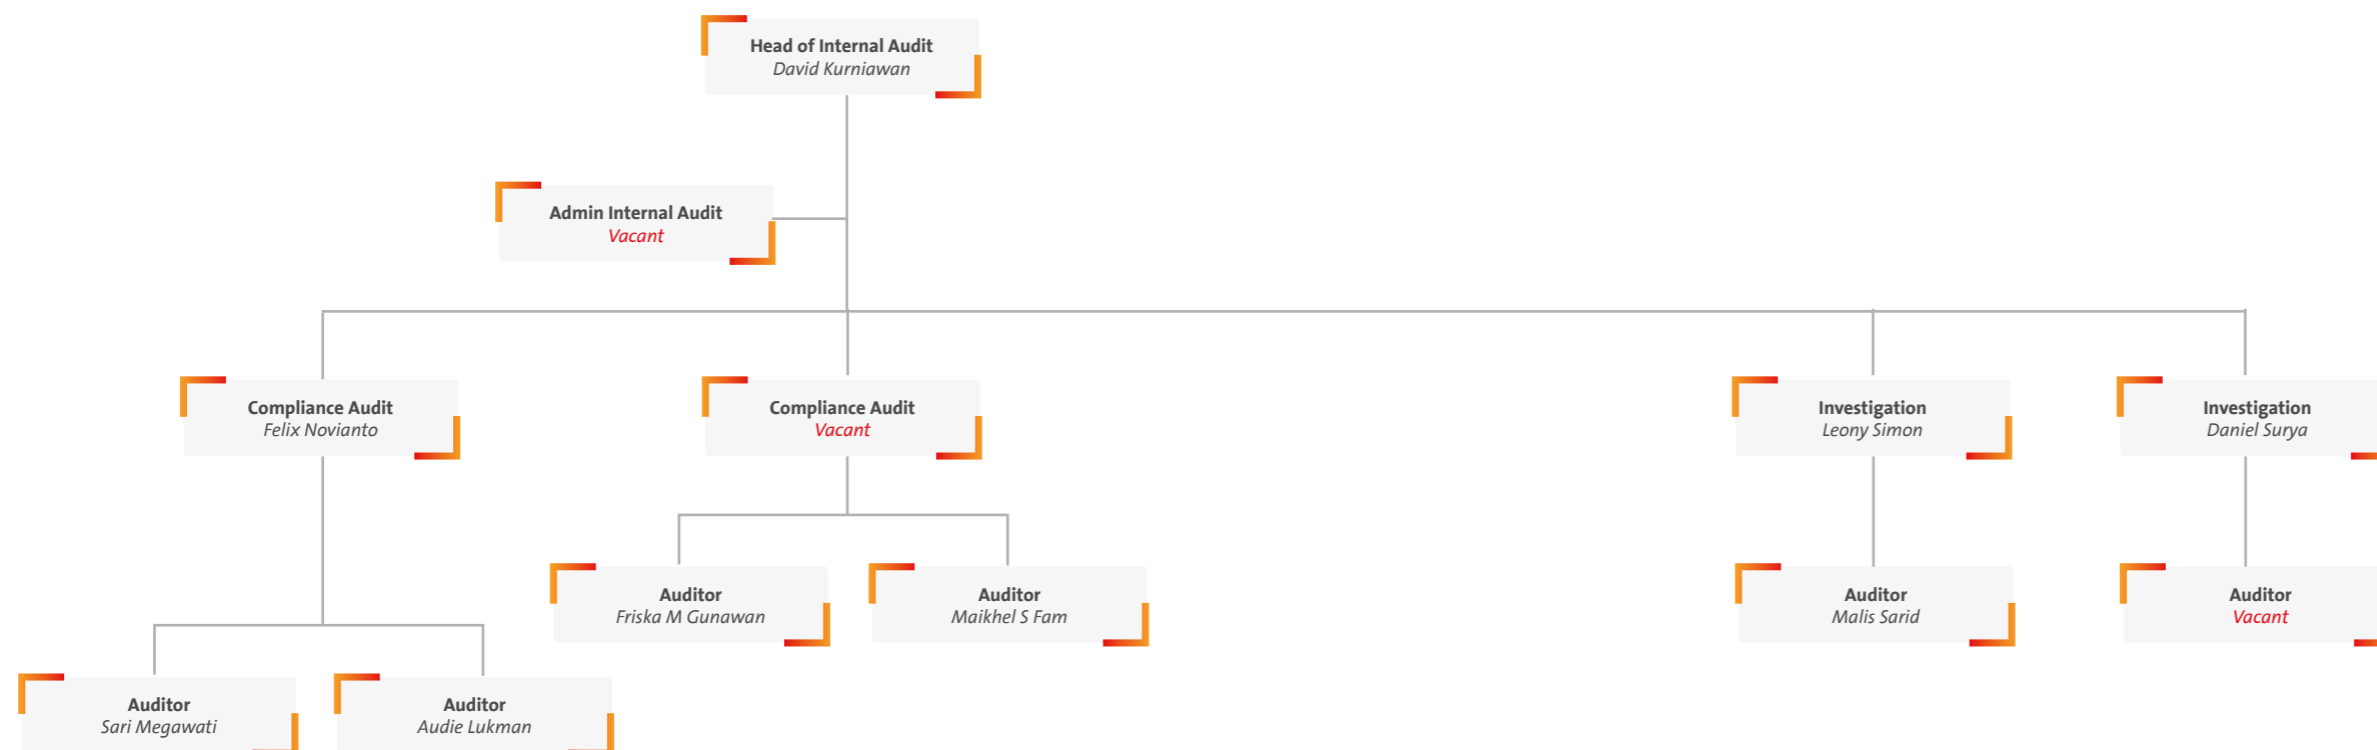 Head of Internal Audit
David Kurniawan
Admin Internal Audit
Vacant
Compliance Audit
Felix Novianto
Compliance Audit
Vacant
Investigation
Leony Simon
Investigation
Daniel Surya
Auditor
Friska M Gunawan
Auditor
Maikhel S Fam
Auditor
Malis Sarid
Auditor
Vacant
Auditor
Sari Megawati
Auditor
Audie Lukman